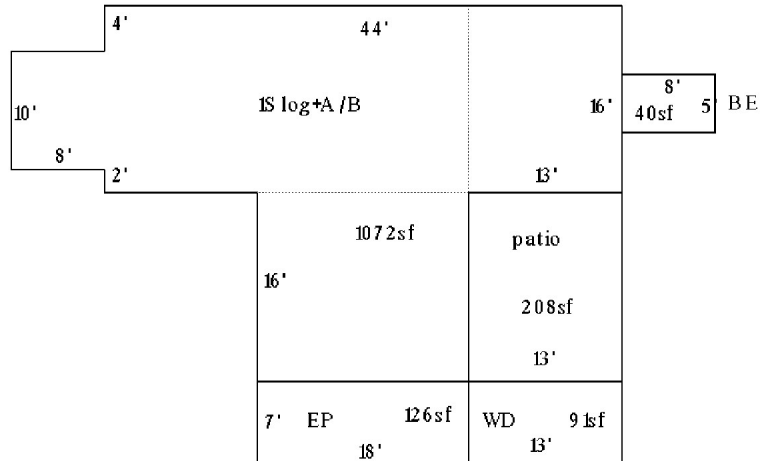 4' 44'
8'
10' 1S log+A/B 16' 40sf 5' BE
8'
2' 13'
1072sf patio
16'
208sf
13'
7' EP 126sf WD 91sf
18' 13'